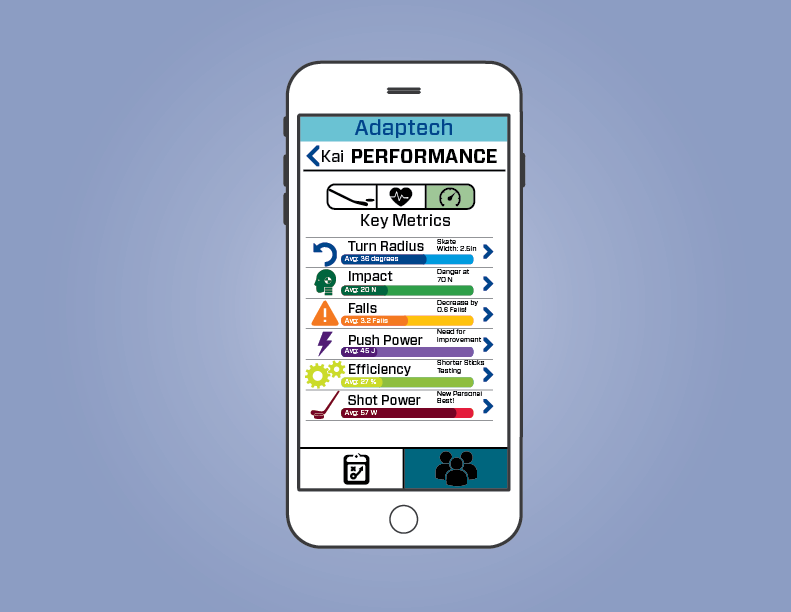 Adaptech
Kai PERFORMANCE
Key Metrics
Turn Radius
Skate
Width: 2.5in
Avg: 36 degrees
Impact
Danger at
70 N
Avg: 20 N
Falls
Decrease by
0.6 Falls!
Avg: 3.2 Falls
Push Power
Need for
Improvement
Avg: 45 J
Efficiency
Shorter Sticks
Testing
Avg: 27 %
Shot Power
New Personal
Best!
Avg: 57 W